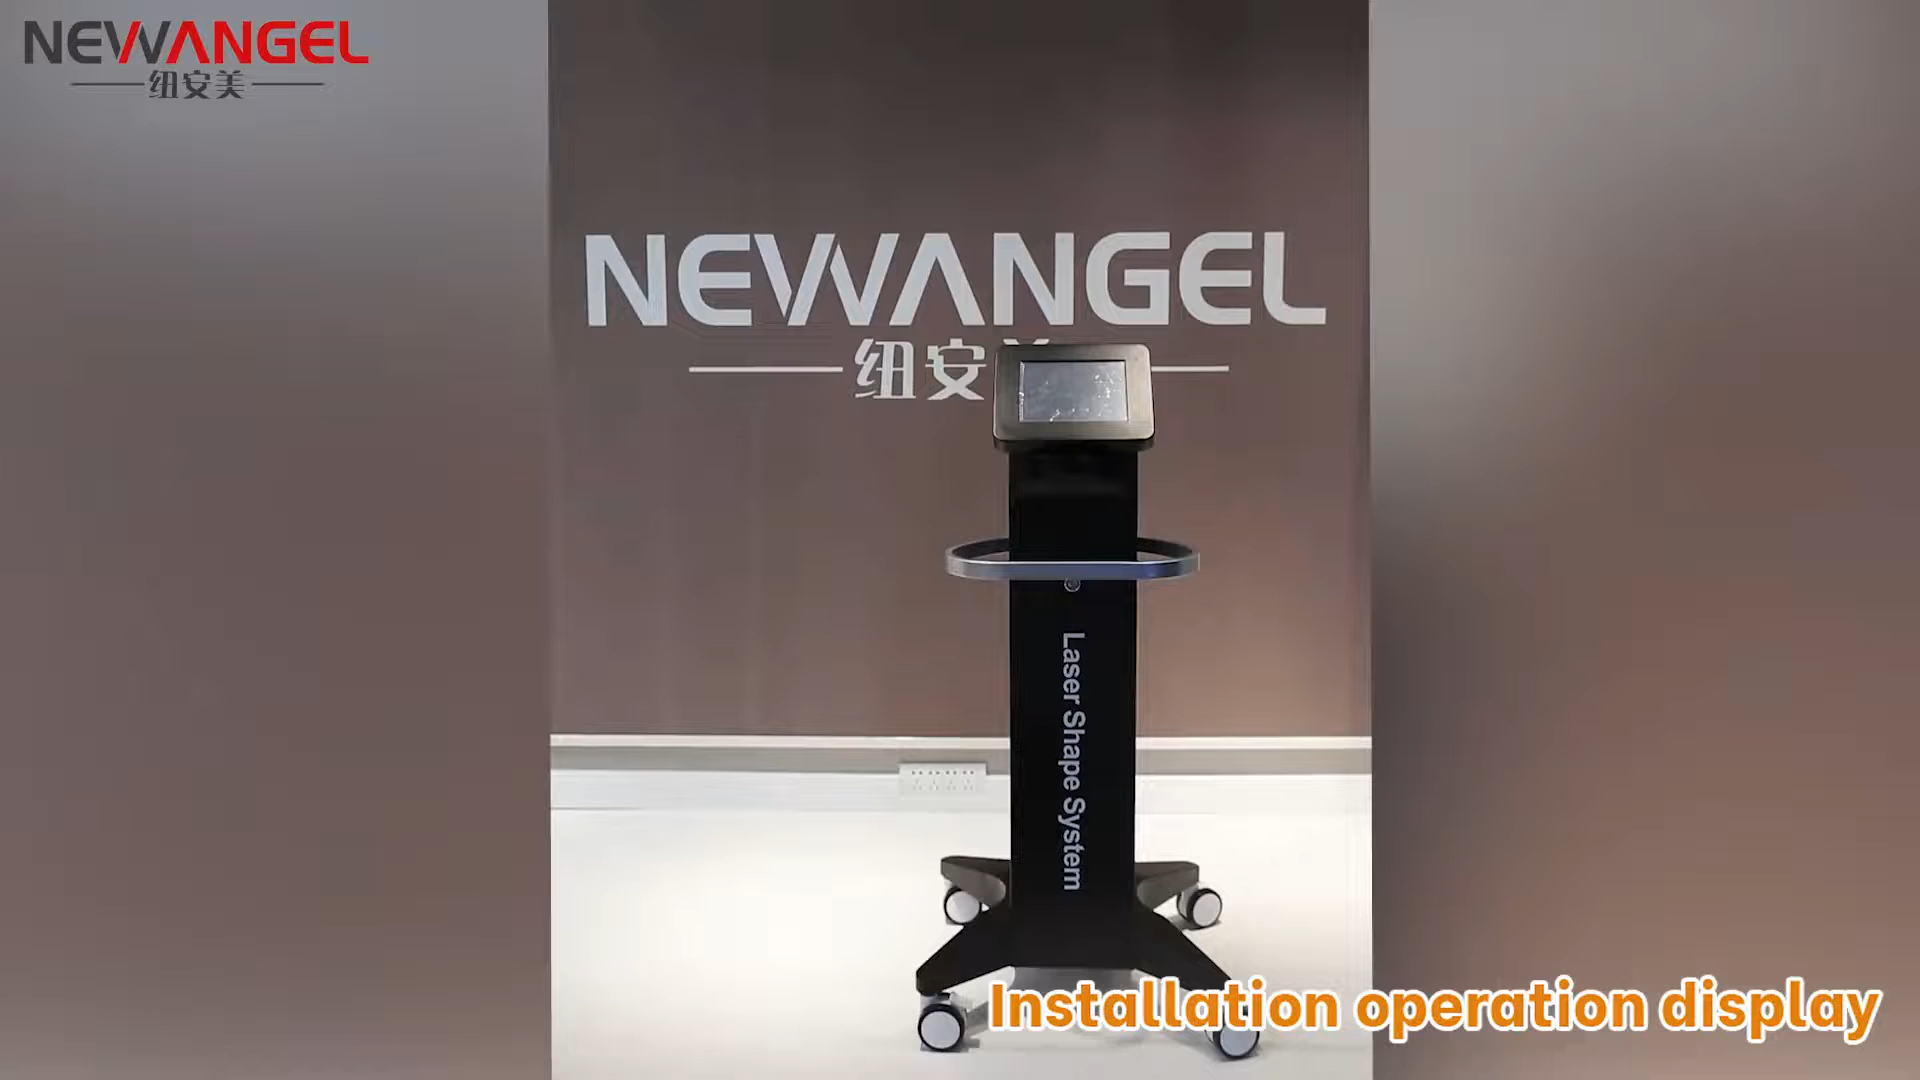 NEWANGEL
纽安美
NEWANGEL
纽安
Laser Shape System
Installation operation display